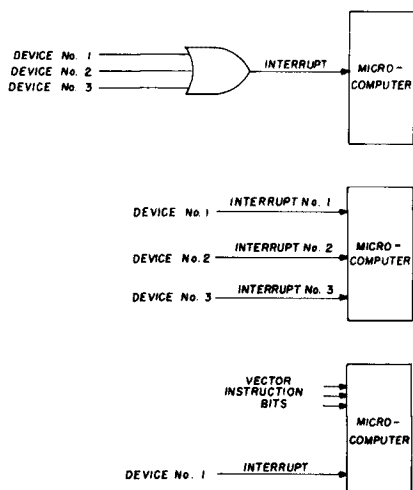 DEVICE No. 1
DEVICE No. 2
DEVICE No. 3
INTERRUPT
MICRO-
COMPUTER
DEVICE No. 1
INTERRUPT No. 1
DEVICE No. 2
INTERRUPT No. 2
DEVICE No. 3
INTERRUPT No. 3
MICRO-
COMPUTER
VECTOR
INSTRUCTION
BITS
DEVICE No. 1
INTERRUPT
MICRO-
COMPUTER